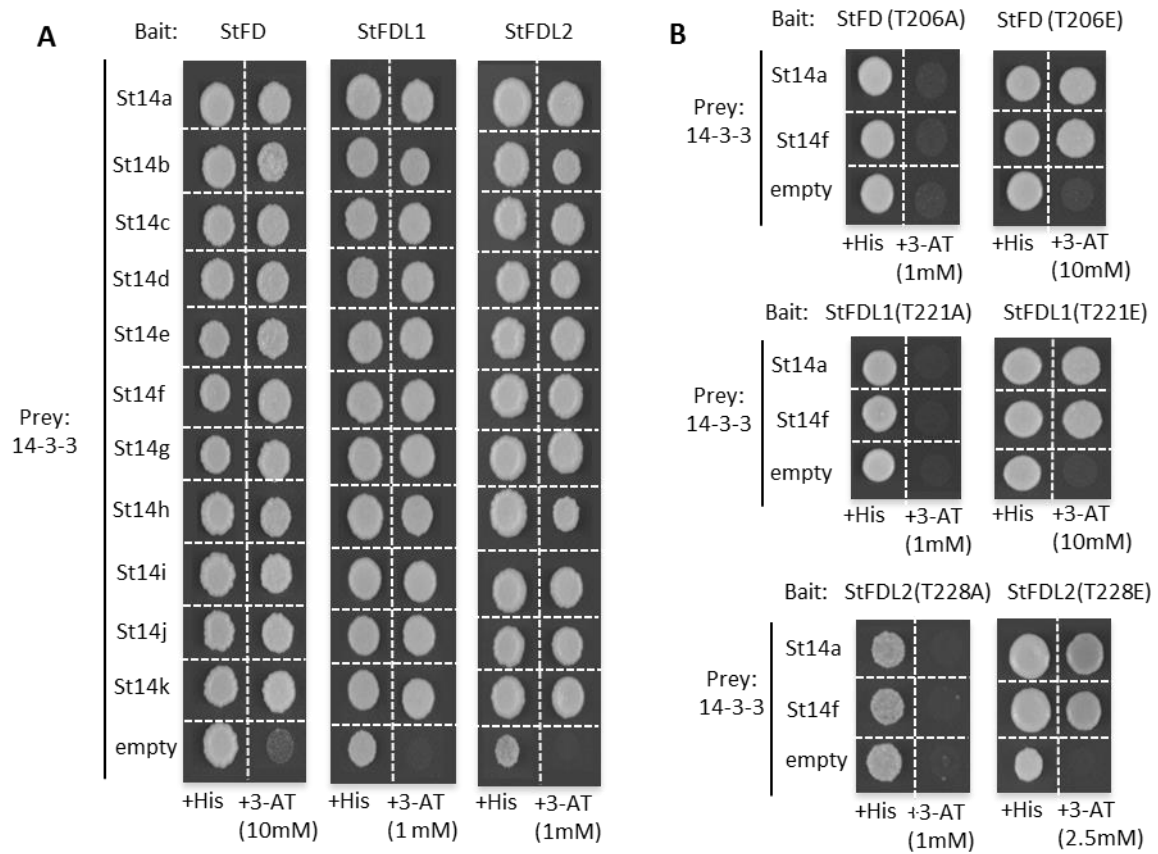 A
Bait: StFD StFDL1 StFDL2
St14a
St14b
St14c
St14d
St14e
St14f
Prey:
14-3-3
St14g
St14h
St14i
St14j
St14k
empty
+His +3-AT +His +3-AT +His +3-AT
(10mM) (1 mM) (1mM)
B
Bait: StFD (T206A) StFD (T206E)
St14a
Prey:
14-3-3
St14f
empty
+His +3-AT +His +3-AT
(1mM) (10mM)
Bait: StFDL1(T221A) StFDL1(T221E)
St14a
Prey:
14-3-3
St14f
empty
+His +3-AT +His +3-AT
(1mM) (10mM)
Bait: StFDL2(T228A) StFDL2(T228E)
St14a
Prey:
14-3-3
St14f
empty
+His +3-AT +His +3-AT
(1mM) (2.5mM)